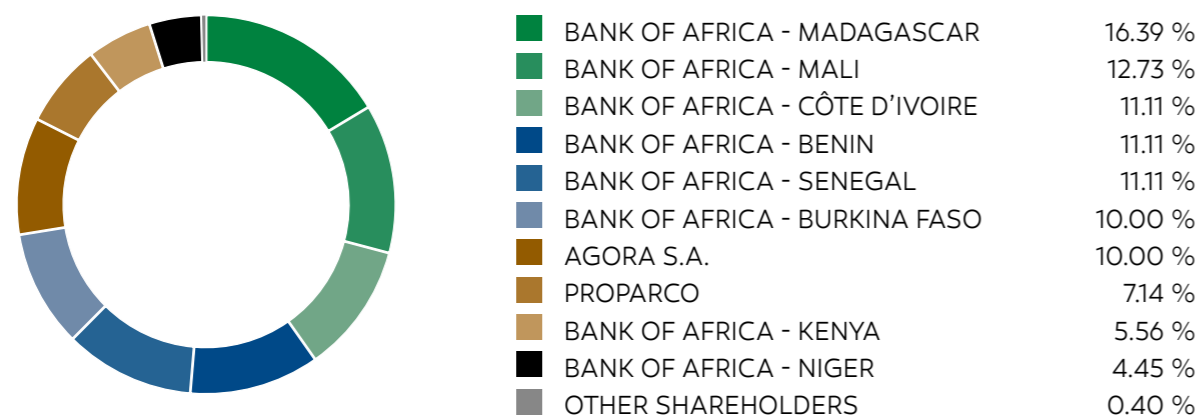 BANK OF AFRICA - MADAGASCAR 16.39 %
BANK OF AFRICA - MALI 12.73 %
BANK OF AFRICA - CÔTE D’IVOIRE 11.11 %
BANK OF AFRICA - BENIN 11.11 %
BANK OF AFRICA - SENEGAL 11.11 %
BANK OF AFRICA - BURKINA FASO 10.00 %
AGORA S.A. 10.00 %
PROPARCO 7.14 %
BANK OF AFRICA - KENYA 5.56 %
BANK OF AFRICA - NIGER 4.45 %
OTHER SHAREHOLDERS 0.40 %